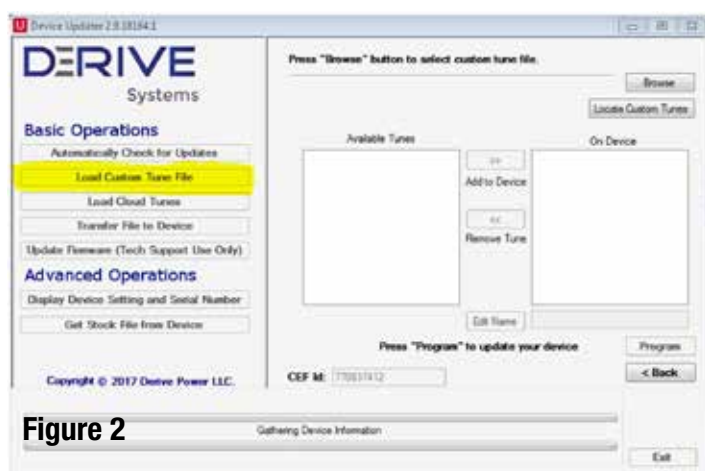 Device Updater 2.9.18164.1
DERIVE
Systems
Basic Operations
Automatically Check for Updates
Load Custom Tune File
Load Cloud Tunes
Transfer File to Device
Update Firmware (Tech Support Use Only)
Advanced Operations
Display Device Setting and Serial Number
Get Stock File from Device
Copyright © 2017 Derive Power LLC.
Press "Browse" button to select custom tune file.
Browse
Locate Custom Tunes
Available Tunes
On Device
>>
Add to Device
<<
Remove Tune
Edit Name
Press "Program" to update your device
Program
CEF Id:
< Back
Figure 2
Gathering Device Information
Exit